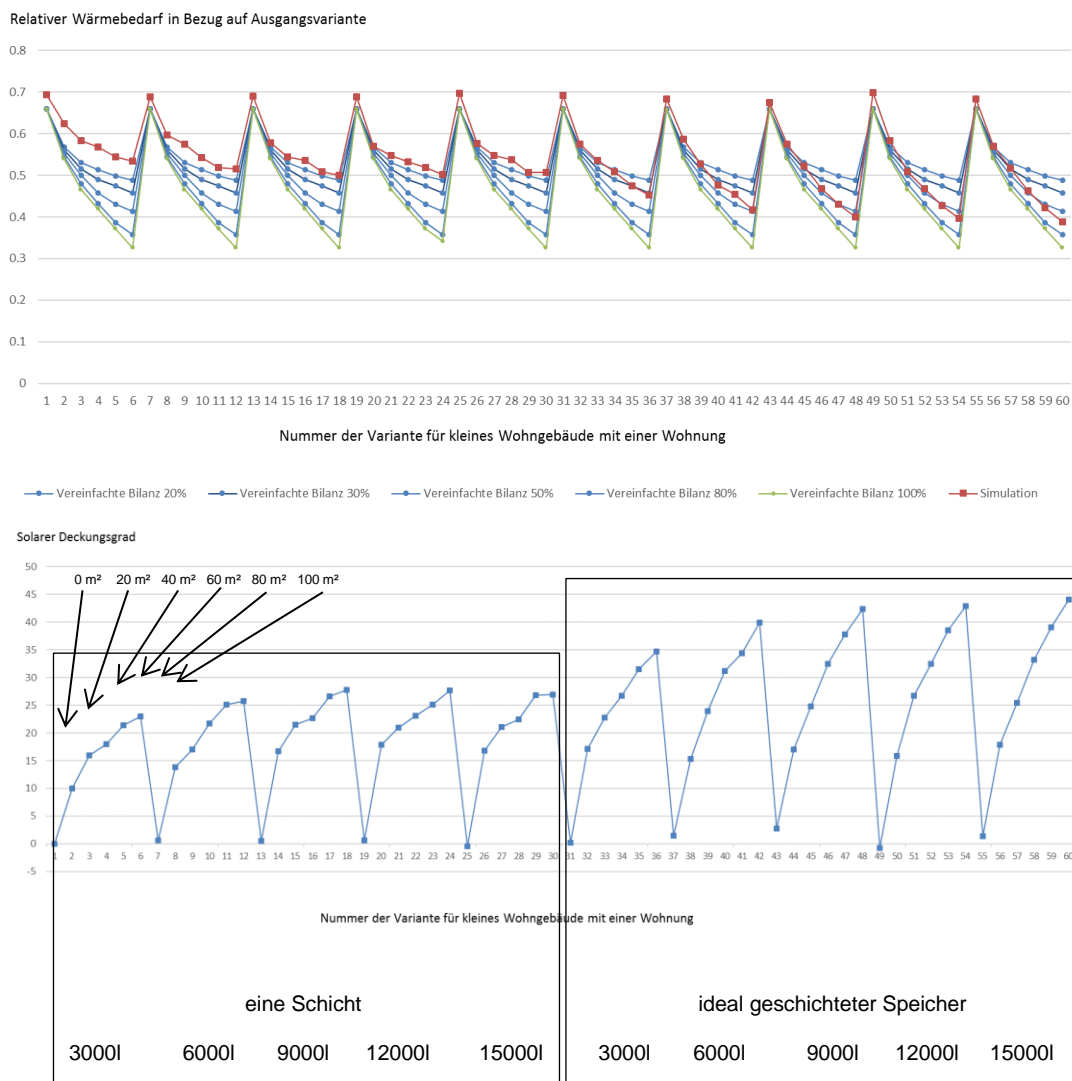 Relativer Wärmebedarf in Bezug auf Ausgangsvariante
0.8
0.7
0.6
0.5
0.4
0.3
0.2
0.1
0
1 2 3 4 5 6 7 8 9 10 11 12 13 14 15 16 17 18 19 20 21 22 23 24 25 26 27 28 29 30 31 32 33 34 35 36 37 38 39 40 41 42 43 44 45 46 47 48 49 50 51 52 53 54 55 56 57 58 59 60
Nummer der Variante für kleines Wohngebäude mit einer Wohnung
Vereinfachte Bilanz 20% Vereinfachte Bilanz 30% Vereinfachte Bilanz 50% Vereinfachte Bilanz 80% Vereinfachte Bilanz 100% Simulation
Solarer Deckungsgrad
0 m² 20 m² 40 m² 60 m² 80 m² 100 m²
50
45
40
35
30
25
20
15
10
5
0
-5
1 2 3 4 5 6 7 8 9 10 11 12 13 14 15 16 17 18 19 20 21 22 23 24 25 26 27 28 29 30 31 32 33 34 35 36 37 38 39 40 41 42 43 44 45 46 47 48 49 50 51 52 53 54 55 56 57 58 59 60
Nummer der Variante für kleines Wohngebäude mit einer Wohnung
eine Schicht ideal geschichteter Speicher
3000l 6000l 9000l 12000l 15000l 3000l 6000l 9000l 12000l 15000l